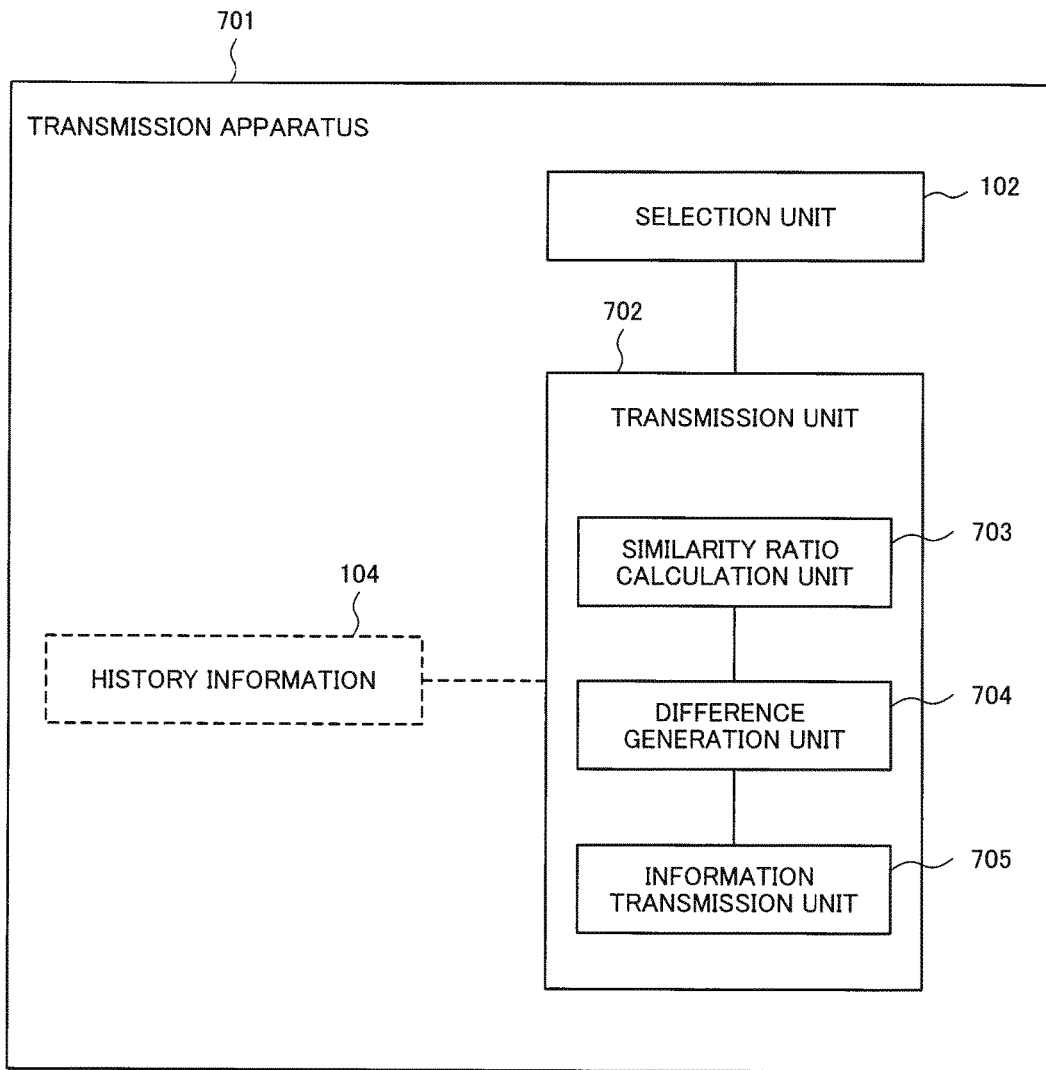 701
TRANSMISSION APPARATUS
102
SELECTION UNIT
702
TRANSMISSION UNIT
703
SIMILARITY RATIO
CALCULATION UNIT
104
HISTORY INFORMATION
704
DIFFERENCE
GENERATION UNIT
705
INFORMATION
TRANSMISSION UNIT